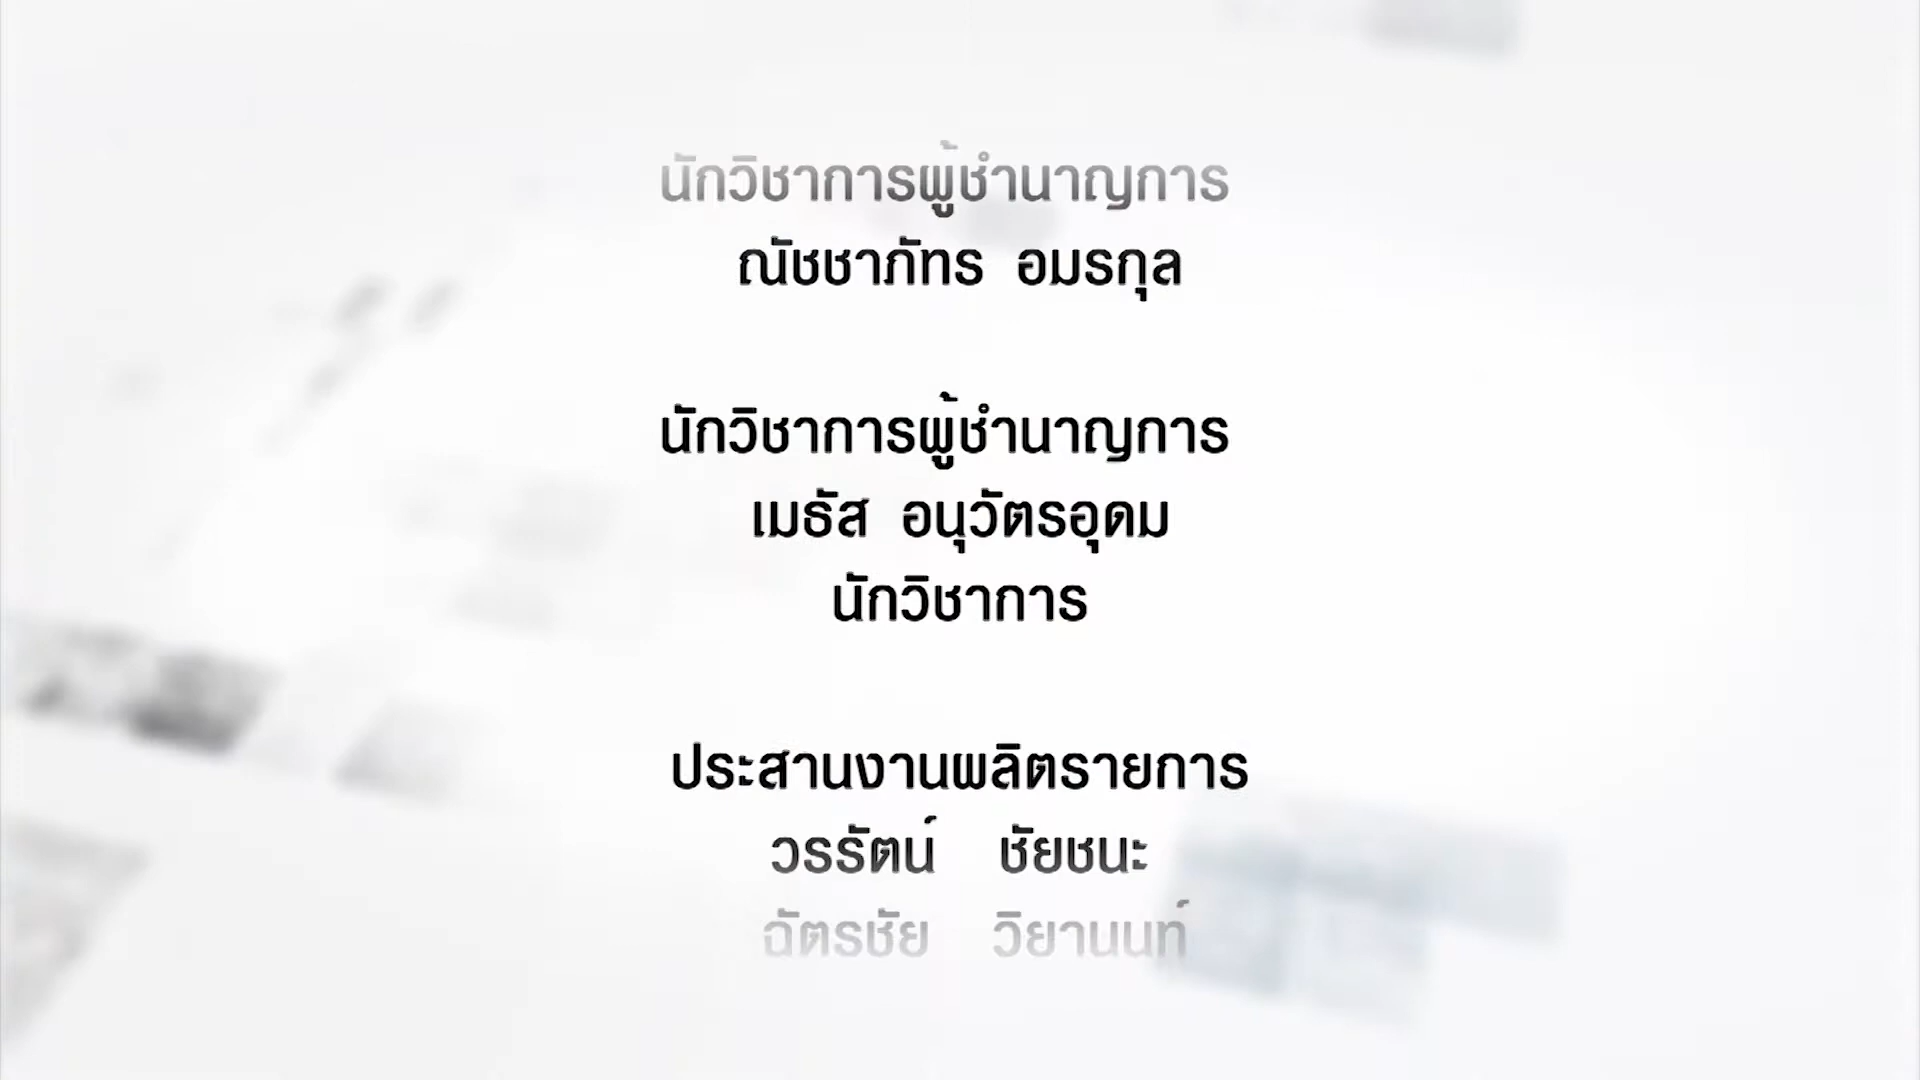 นักวิชาการผู้ชำนาญการ
ณัชชาภัทร อมรกุล
นักวิชาการผู้ชำนาญการ
เมธัส อนุวัตรอุดม
นักวิชาการ
ประสานงานผลิตรายการ
วรรัตน์ ชัยชนะ
ฉัตรชัย วิยานนท์